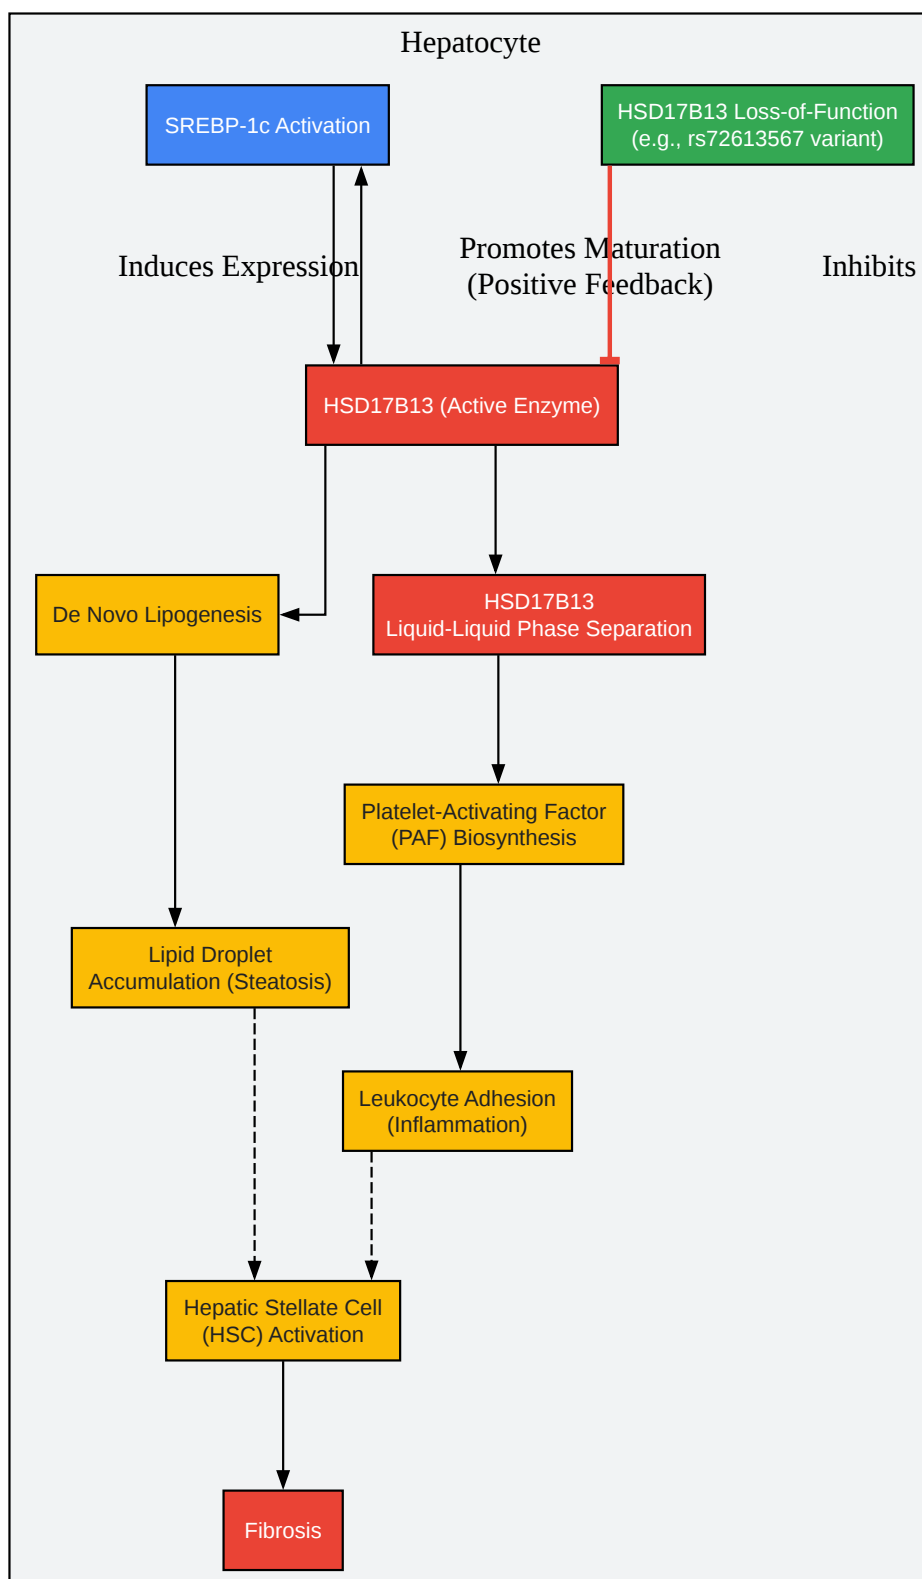 Hepatocyte
SREBP-1c Activation
HSD17B13 Loss-of-Function
(e.g., rs72613567 variant)
Induces Expression
Promotes Maturation
(Positive Feedback)
Inhibits
HSD17B13 (Active Enzyme)
De Novo Lipogenesis
HSD17B13
Liquid-Liquid Phase Separation
Platelet-Activating Factor
(PAF) Biosynthesis
Lipid Droplet
Accumulation (Steatosis)
Leukocyte Adhesion
(Inflammation)
Hepatic Stellate Cell
(HSC) Activation
Fibrosis